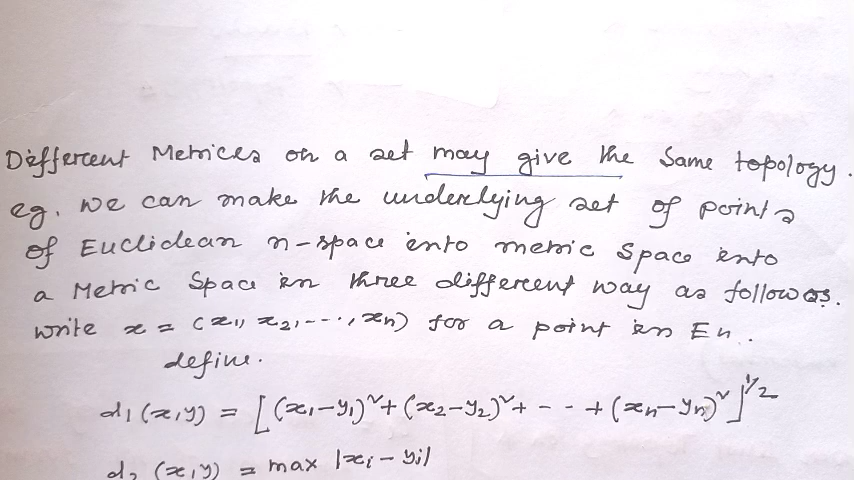 Different Metrices on a set may give the same topology.
eg. we can make the underlying set of points
of Euclidean n-space into metric space into
a Metric Space in three different way as follows.
write x = (x₁, x₂, ..., xₙ) for a point in En.
define.
d₁ (x,y) = [(x₁-y₁)² + (x₂-y₂)² + - - + (xₙ-yₙ)²]^1/2
d₂ (x,y) = max |xᵢ - yᵢ|